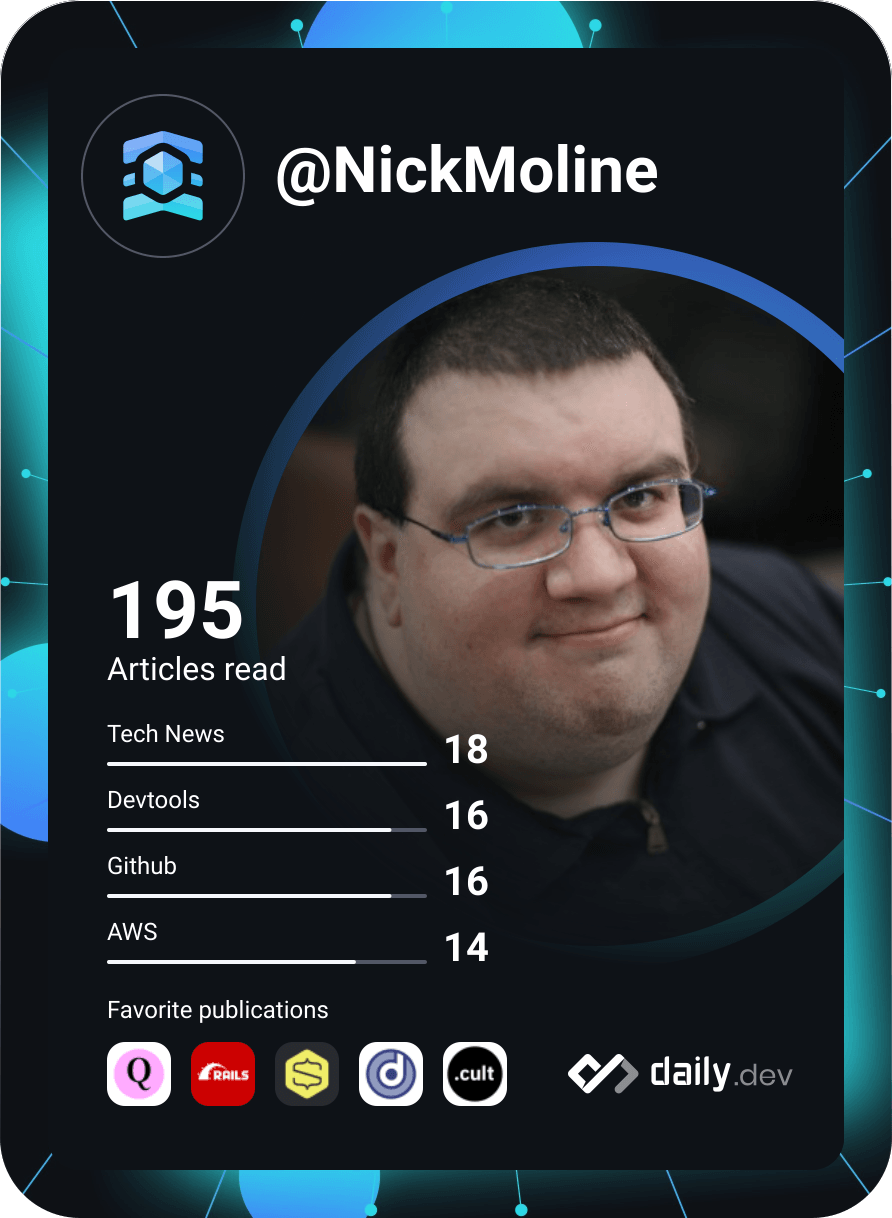 @NickMoline
195
Articles read
Tech News
18
Devtools
16
Github
16
AWS
14
Favorite publications
Q
RAILS
S
d
.cult
daily.dev